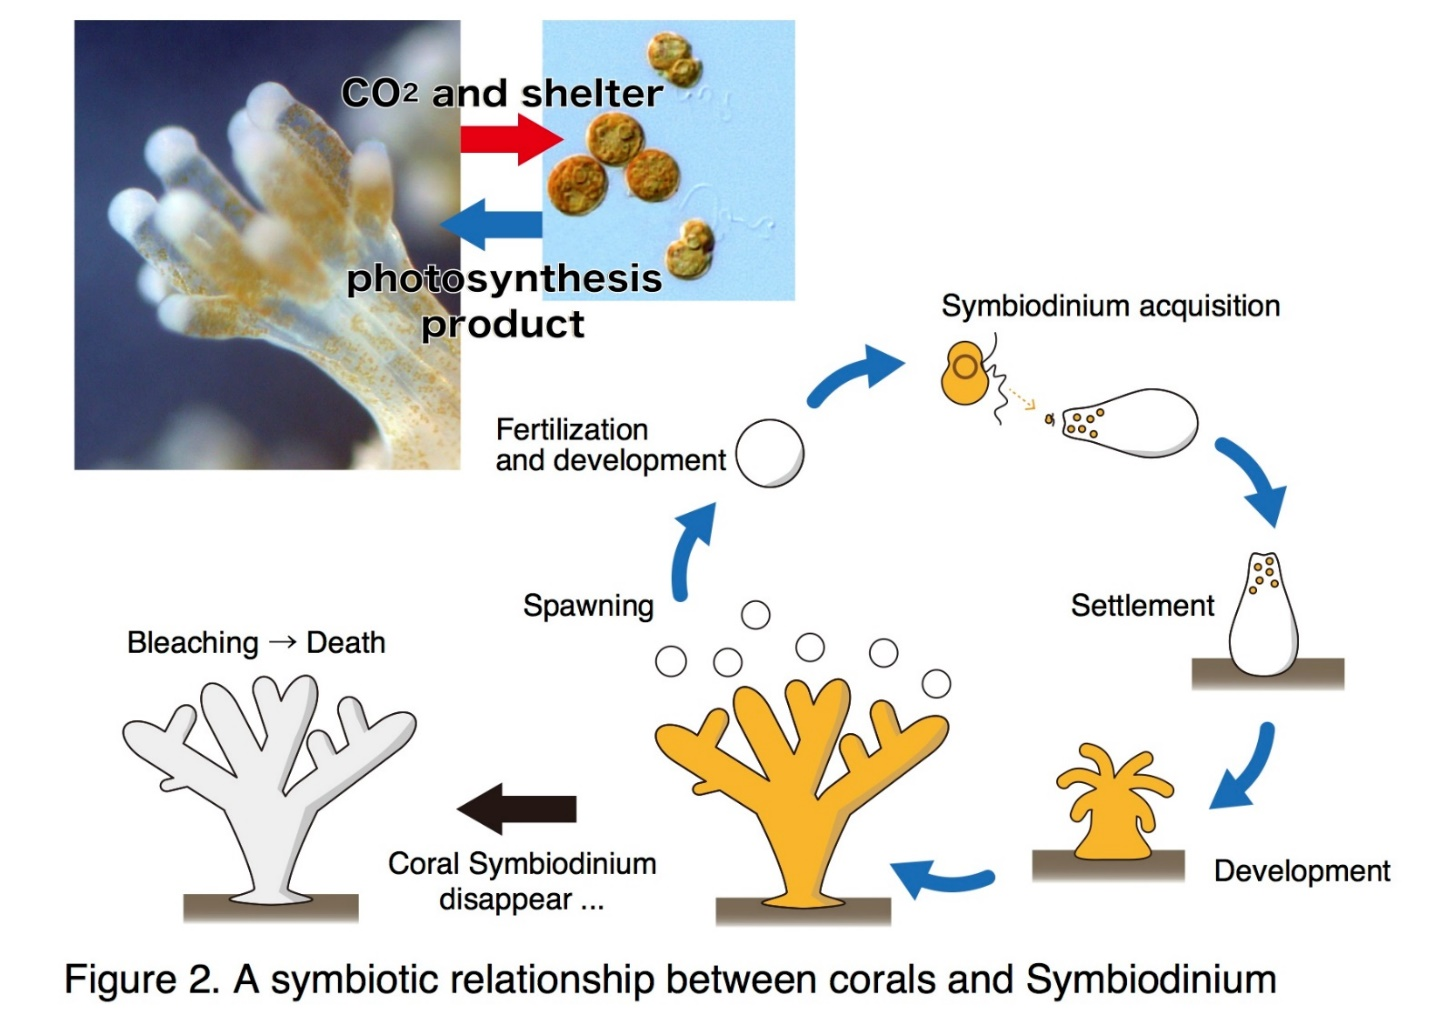 CO2 and shelter
photosynthesis
product
Symbiodinium acquisition
Fertilization
and development
Spawning
Settlement
Bleaching → Death
Coral Symbiodinium
disappear ...
Development
Figure 2. A symbiotic relationship between corals and Symbiodinium